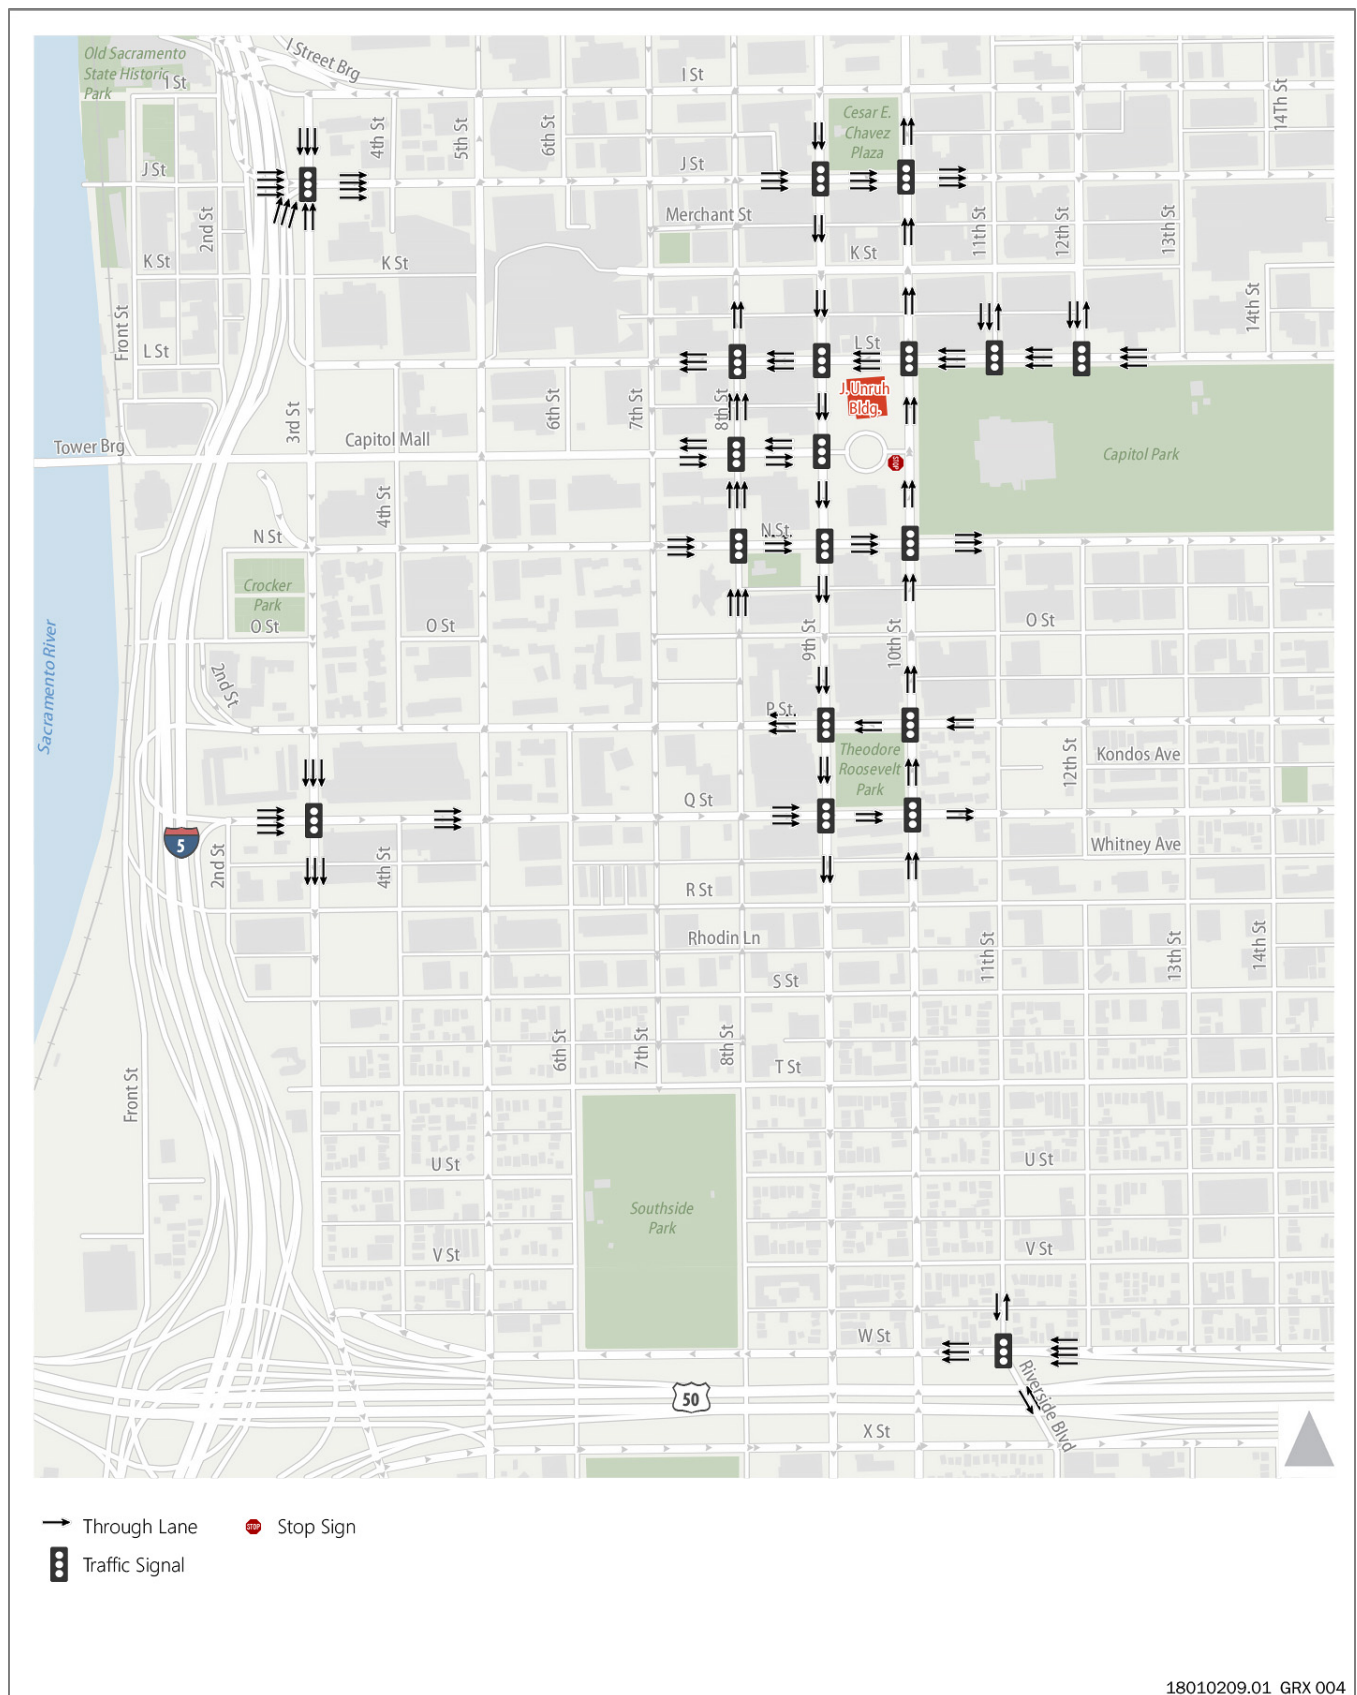 Old Sacramento
State Historic
Park
I St
I Street Brg
I St
14Th St
4th St
5th St
6th St
Cesar E.
Chavez
Plaza
J St
J St
2nd St
Merchant St
11th St
12th St
13th St
K St
K St
K St
Front St
14th St
L St
L St
J. Unruh
Bldg.
3rd St
6th St
7th St
8th St
Tower Brg
Capitol Mall
STOP
Capitol Park
4th St
N St
N St.
Crocker
Park
O St
O St
O St
9th St
10th St
Sacramento River
2nd St
P St.
Theodore
Roosevelt
Park
12th St
Kondos Ave
Q St
5
2nd St
4th St
Whitney Ave
R St
Rhodin Ln
11th St
13th St
14th St
S St
6th St
7th St
8th St
T St
Front St
U St
U St
Southside
Park
V St
V St
W St
Riverside Blvd
50
X St
Through Lane
STOP
Stop Sign
Traffic Signal
18010209.01 GRX 004